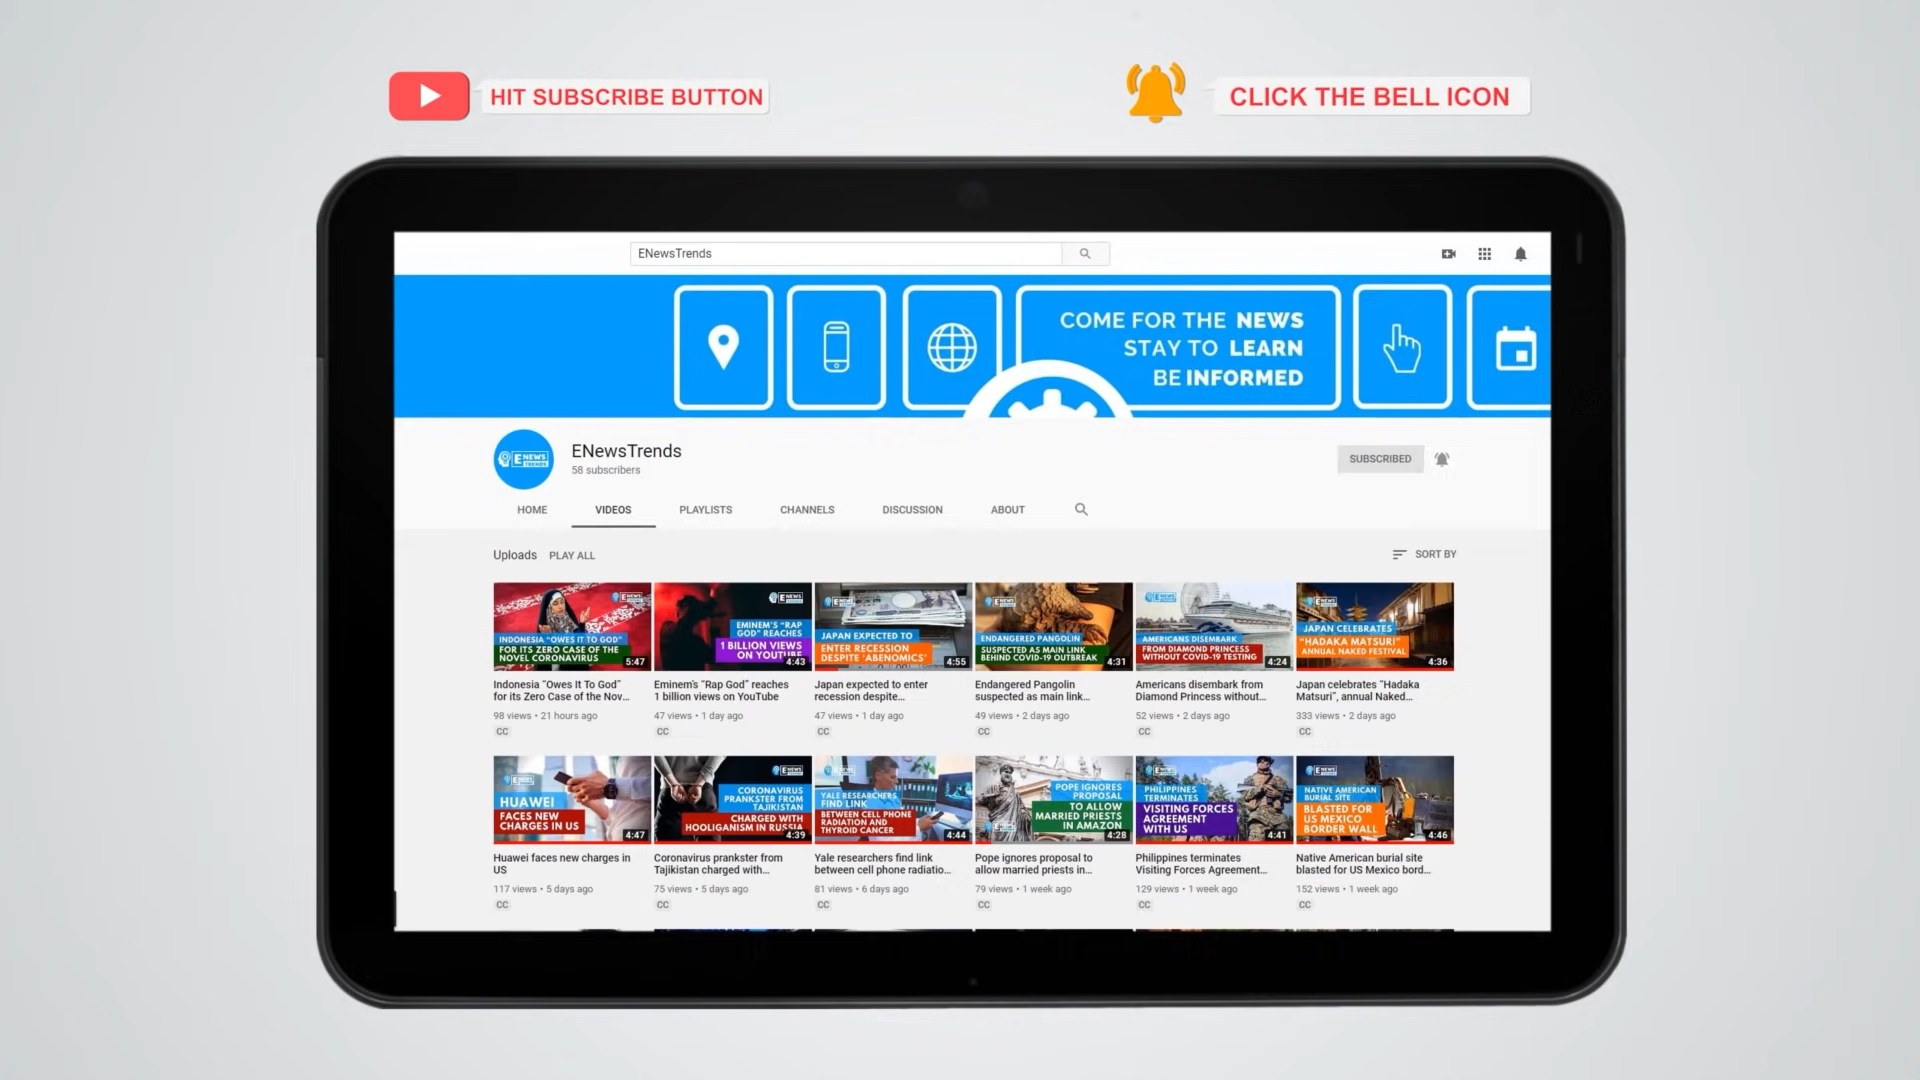 HIT SUBSCRIBE BUTTON
CLICK THE BELL ICON
ENewsTrends
COME FOR THE NEWS
STAY TO LEARN
BE INFORMED
E NEWS
TRENDS
ENewsTrends
58 subscribers
SUBSCRIBED
HOME
VIDEOS
PLAYLISTS
CHANNELS
DISCUSSION
ABOUT
Uploads
PLAY ALL
SORT BY
INDONESIA "OWES IT TO GOD"
FOR ITS ZERO CASE OF THE
NOVEL CORONAVIRUS
5:47
Indonesia "Owes It To God"
for its Zero Case of the Nov...
98 views • 21 hours ago
CC
EMINEM'S "RAP
GOD" REACHES
1 BILLION VIEWS
ON YOUTUBE
4:43
Eminem's "Rap God" reaches
1 billion views on YouTube
47 views • 1 day ago
CC
JAPAN EXPECTED TO
ENTER RECESSION
DESPITE 'ABENOMICS'
4:55
Japan expected to enter
recession despite...
47 views • 1 day ago
CC
ENDANGERED PANGOLIN
SUSPECTED AS MAIN LINK
BEHIND COVID-19 OUTBREAK
4:31
Endangered Pangolin
suspected as main link...
49 views • 2 days ago
CC
AMERICANS DISEMBARK
FROM DIAMOND PRINCESS
WITHOUT COVID-19 TESTING
4:24
Americans disembark from
Diamond Princess without...
52 views • 2 days ago
CC
JAPAN CELEBRATES
"HADAKA MATSURI"
ANNUAL NAKED FESTIVAL
4:36
Japan celebrates "Hadaka
Matsuri", annual Naked...
333 views • 2 days ago
CC
HUAWEI
FACES NEW
CHARGES IN US
4:47
Huawei faces new charges in
US
117 views • 5 days ago
CC
CORONAVIRUS
PRANKSTER FROM
TAJIKISTAN
CHARGED WITH
HOOLIGANISM IN RUSSIA
4:39
Coronavirus prankster from
Tajikistan charged with...
75 views • 5 days ago
CC
YALE RESEARCHERS
FIND LINK
BETWEEN CELL PHONE
RADIATION AND
THYROID CANCER
4:44
Yale researchers find link
between cell phone radiatio...
81 views • 6 days ago
CC
POPE IGNORES
PROPOSAL
TO ALLOW
MARRIED PRIESTS
IN AMAZON
4:28
Pope ignores proposal to
allow married priests in...
79 views • 1 week ago
CC
PHILIPPINES
TERMINATES
VISITING FORCES
AGREEMENT
WITH US
4:41
Philippines terminates
Visiting Forces Agreement...
129 views • 1 week ago
CC
NATIVE AMERICAN
BURIAL SITE
BLASTED FOR
US MEXICO
BORDER WALL
4:46
Native American burial site
blasted for US Mexico bord...
152 views • 1 week ago
CC